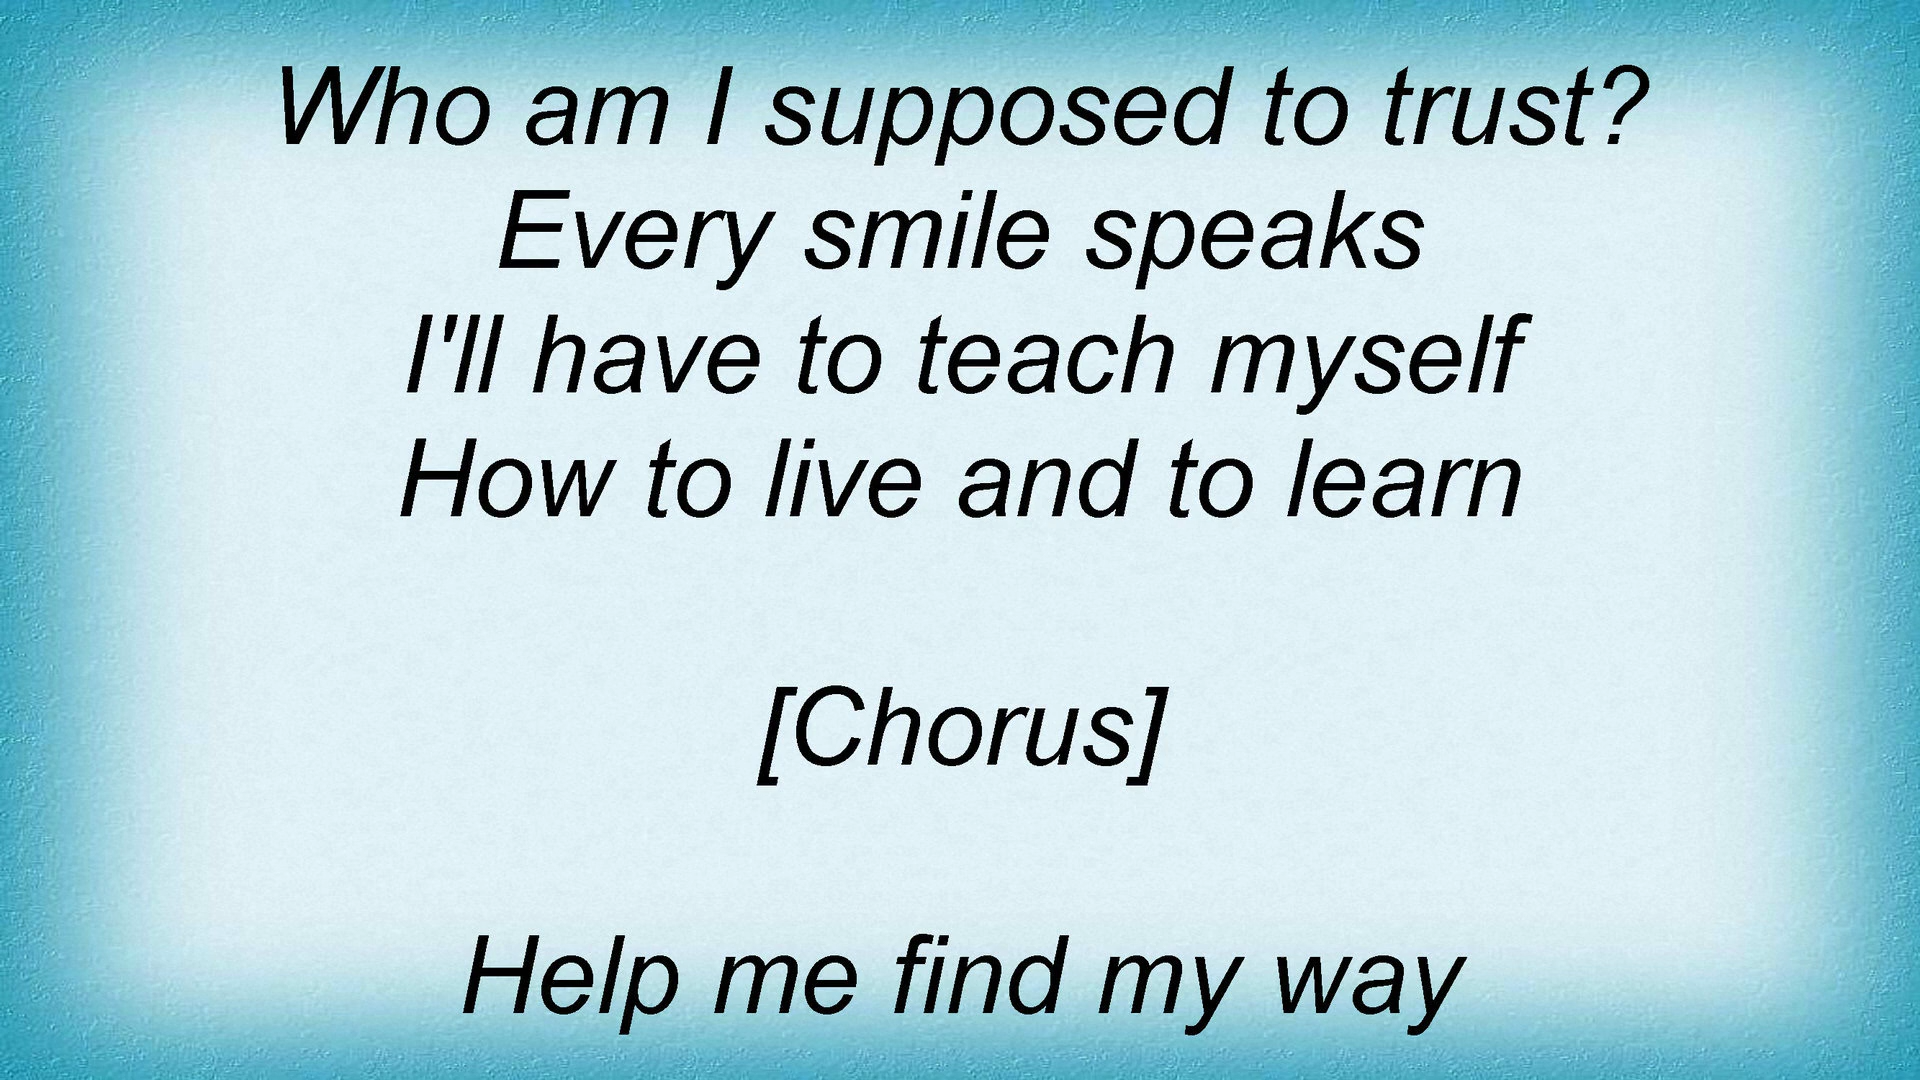 Who am I supposed to trust?
Every smile speaks
I'll have to teach myself
How to live and to learn
[Chorus]
Help me find my way